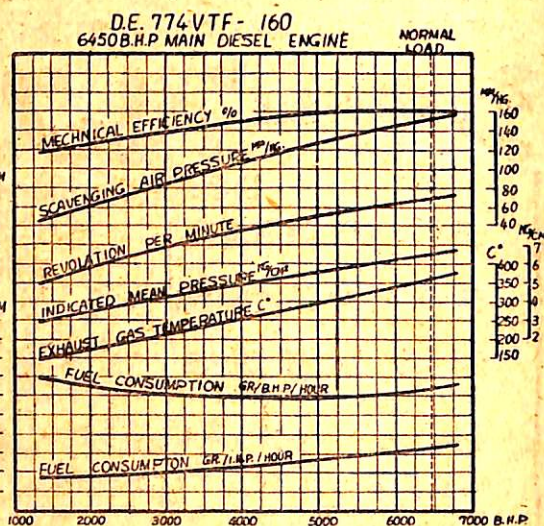 D.E. 774VTF- 160
6450 B.H.P MAIN DIESEL ENGINE
NORMAL LOAD
MECHNICAL EFFICIENCY %
SCAVENGING AIR PRESSURE MM/HG.
REVOLATION PER MINUTE
INDICATED MEAN PRESSURE KG/CM²
EXHAUST GAS TEMPERATURE C°
FUEL CONSUMPTION GR/B.H.P/HOUR
FUEL CONSUMPTON GR./I.H.P./HOUR
MM/HG.
160
140
120
100
80
60
40
C°
400
350
300
250
200
150
7
6
5
4
3
2
1000 2000 3000 4000 5000 6000 7000 B.H.P.